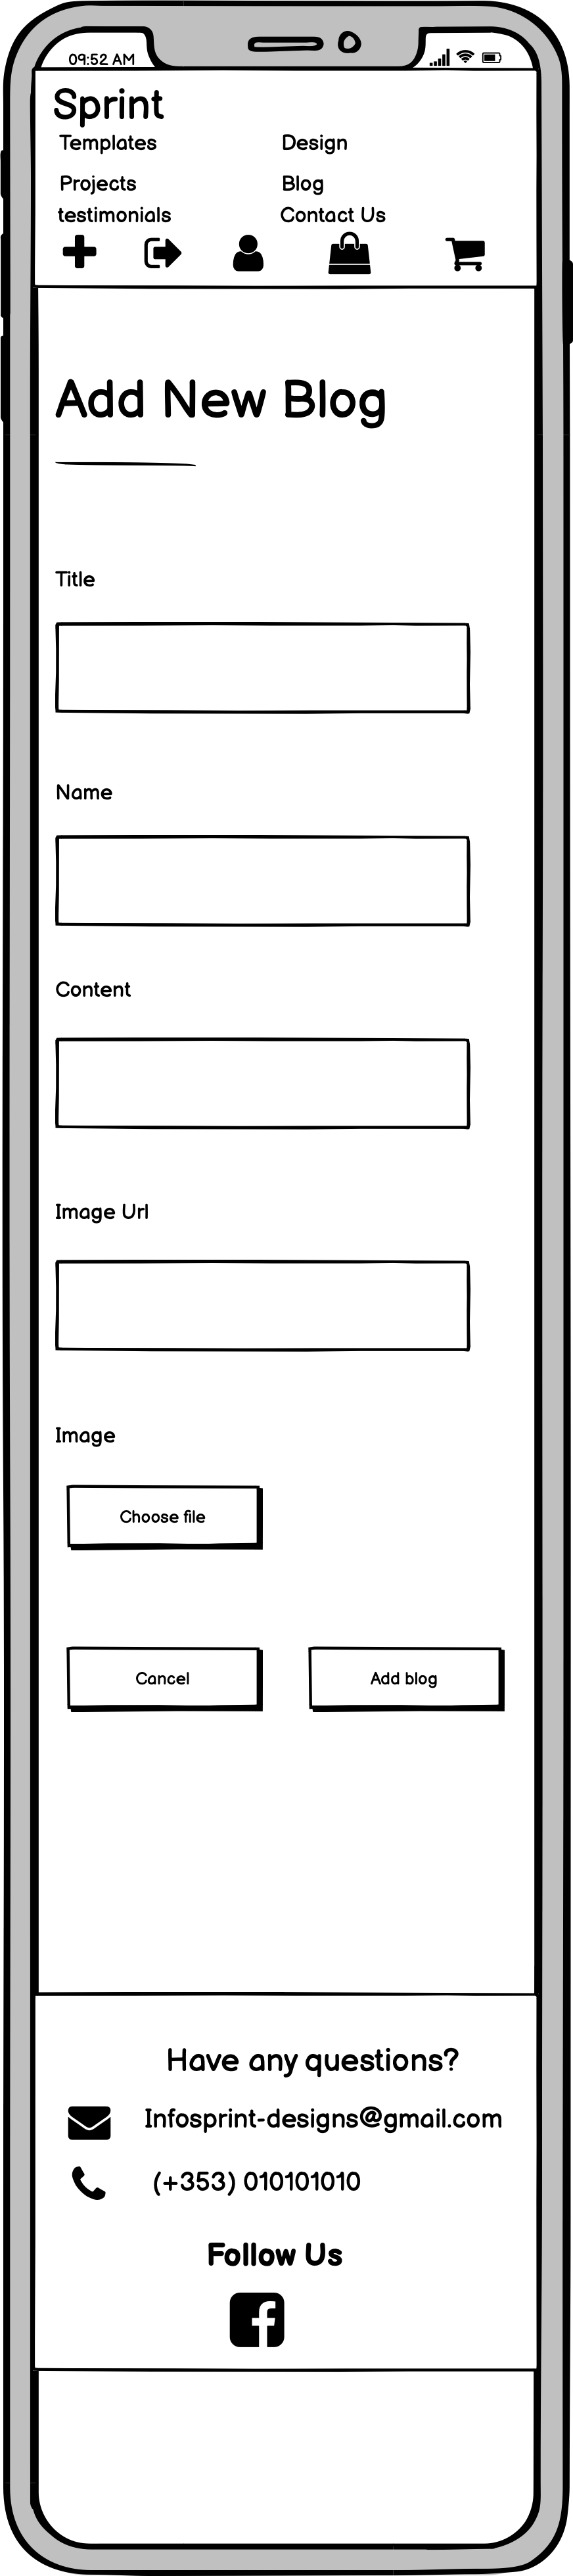 09:52 AM
Sprint
Templates Design
Projects Blog
testimonials Contact Us
Add New Blog
Title
Name
Content
Image Url
Image
Choose file
Cancel Add blog
Have any questions?
Infosprint-designs@gmail.com
(+353) 010101010
Follow Us